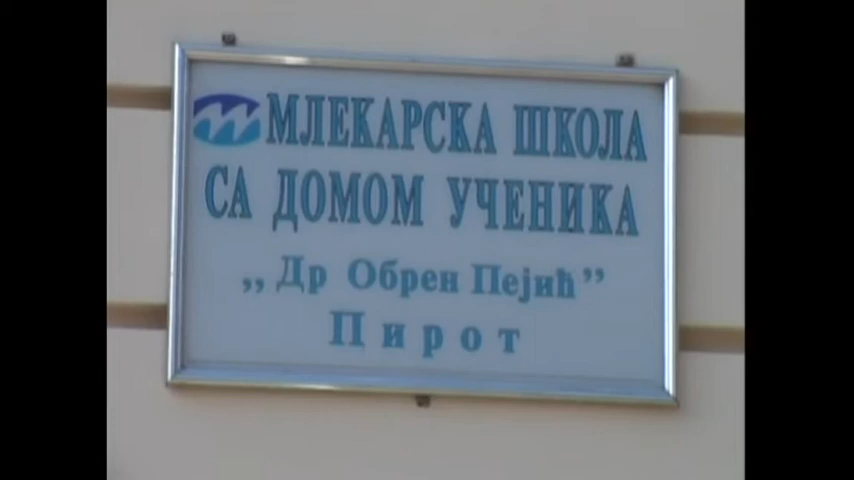 МЛЕКАРСКА ШКОЛА
СА ДОМОМ УЧЕНИКА
,,Др Обрен Пејић”
Пирот